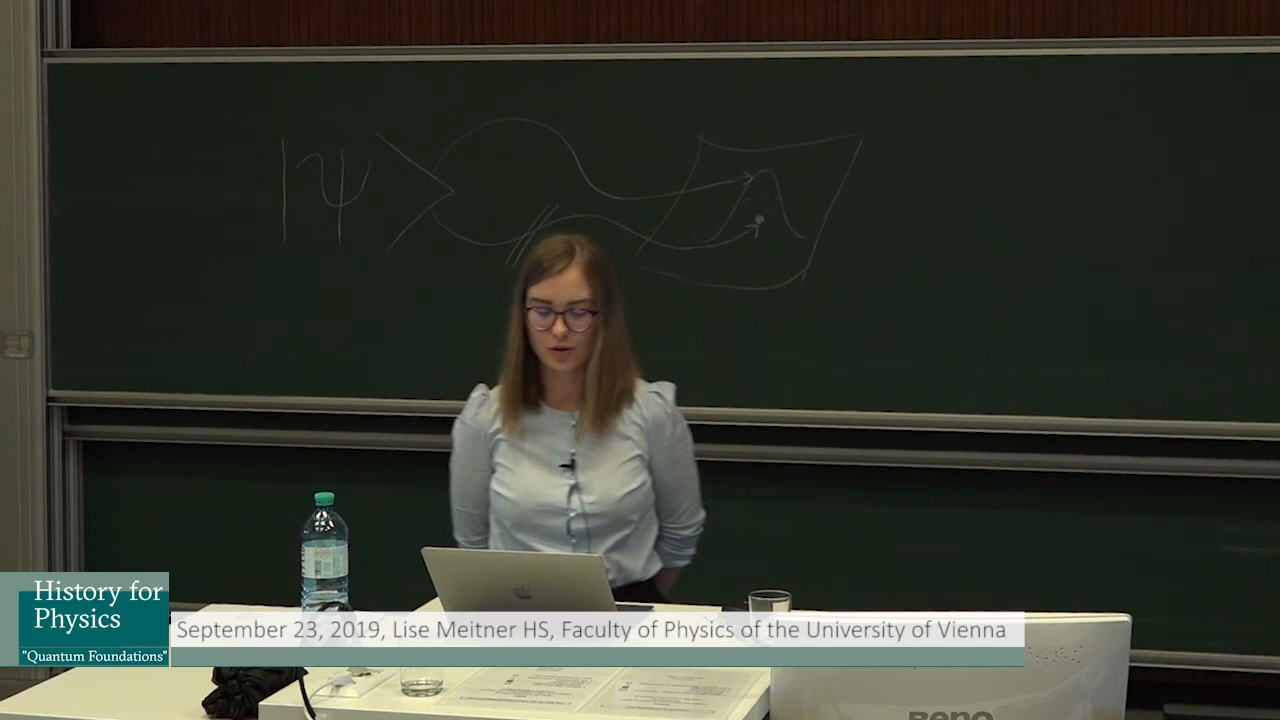 |ψ>
History for
Physics
"Quantum Foundations"
September 23, 2019, Lise Meitner HS, Faculty of Physics of the University of Vienna
BenQ